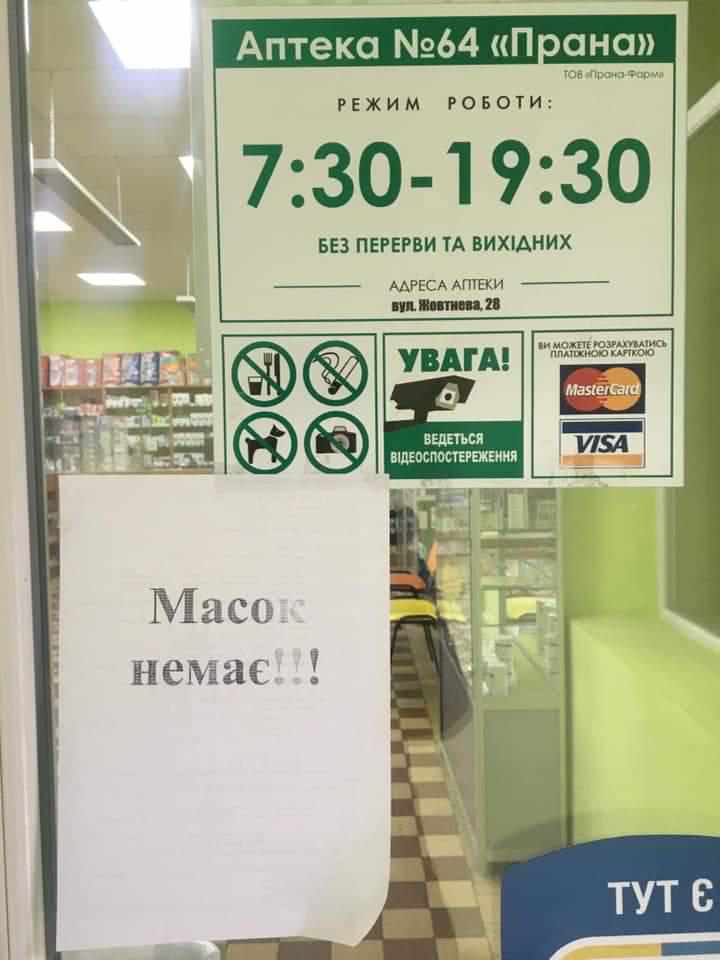 Аптека №64 «Прана»
ТОВ «Прана-Фарм»
РЕЖИМ РОБОТИ:
7:30-19:30
БЕЗ ПЕРЕРВИ ТА ВИХІДНИХ
АДРЕСА АПТЕКИ
вул. Жовтнева, 28
УВАГА!
ВЕДЕТЬСЯ
ВІДЕОСПОСТЕРЕЖЕННЯ
ВИ МОЖЕТЕ РОЗРАХУВАТИСЬ
ПЛАТІЖНОЮ КАРТКОЮ
MasterCard
VISA
Масок
немає!!!
ТУТ Є